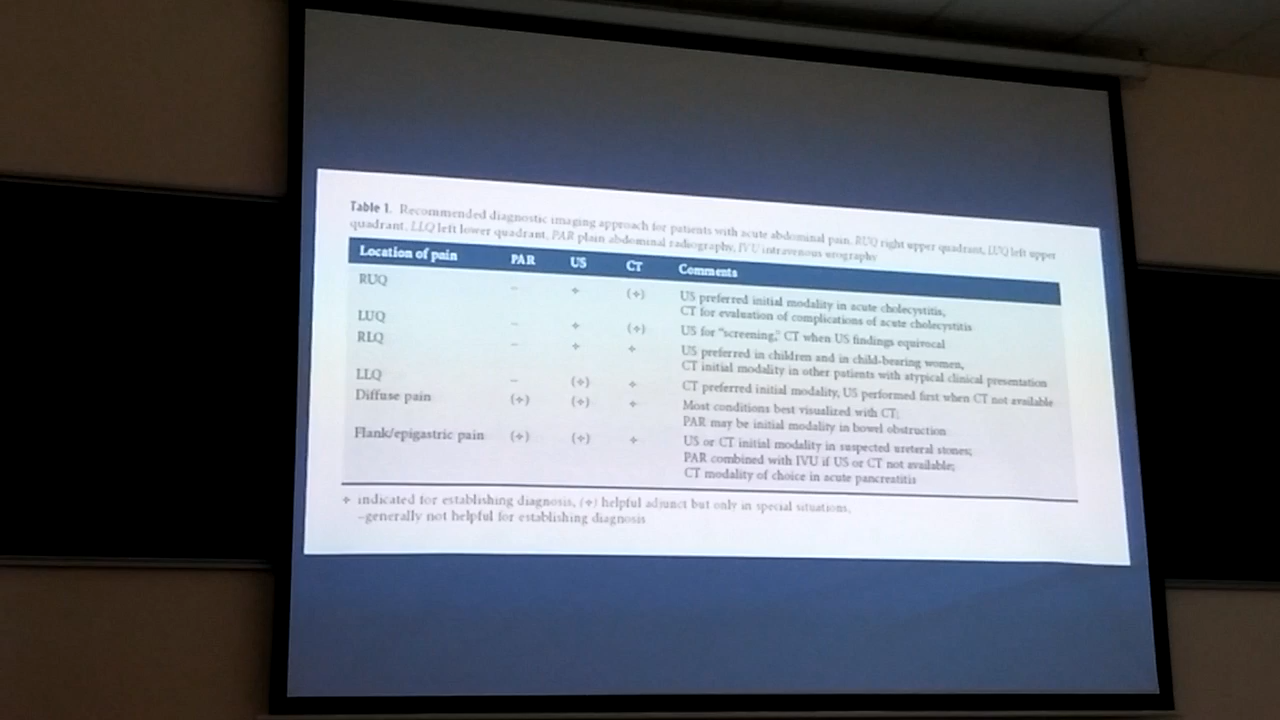 Table 1. Recommended diagnostic imaging approach for patients with acute abdominal pain. RUQ right upper quadrant, LUQ left upper
quadrant, LLQ left lower quadrant, PAR plain abdominal radiography, IVU intravenous urography
Location of pain PAR US CT Comments
RUQ – + (+) US preferred initial modality in acute cholecystitis,
CT for evaluation of complications of acute cholecystitis
LUQ – + (+) US for "screening," CT when US findings equivocal
RLQ – + + US preferred in children and in child-bearing women,
CT initial modality in other patients with atypical clinical presentation
LLQ – (+) + CT preferred initial modality, US performed first when CT not available
Diffuse pain (+) (+) + Most conditions best visualized with CT;
PAR may be initial modality in bowel obstruction
Flank/epigastric pain (+) (+) + US or CT initial modality in suspected ureteral stones;
PAR combined with IVU if US or CT not available;
CT modality of choice in acute pancreatitis
+ indicated for establishing diagnosis, (+) helpful adjunct but only in special situations,
–generally not helpful for establishing diagnosis